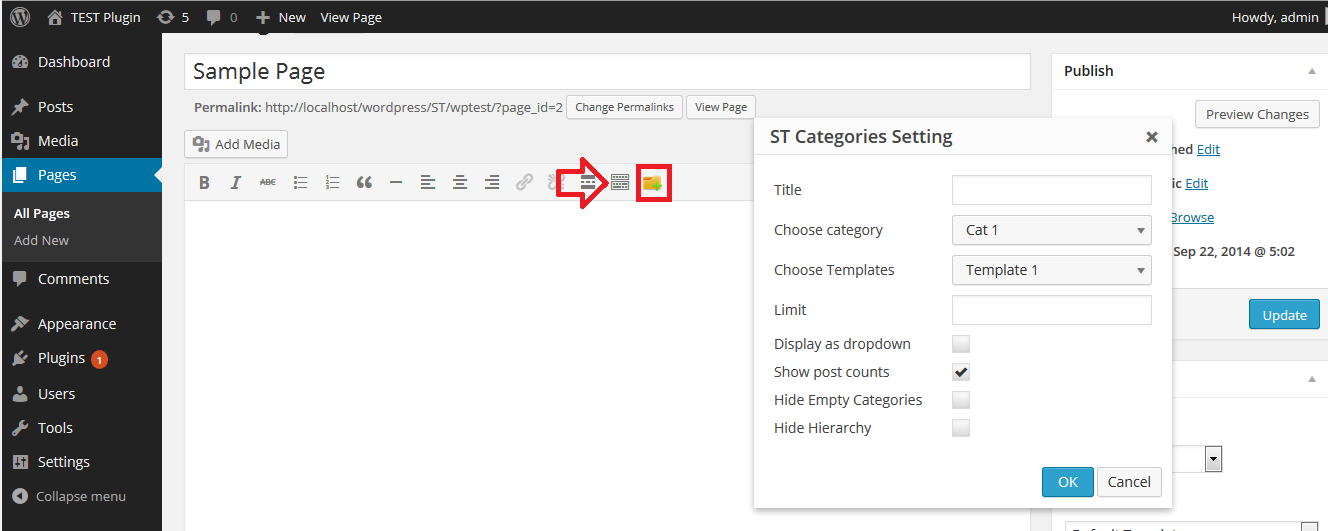 TEST Plugin 5 0 New View Page Howdy, admin
Dashboard
Posts
Media
Pages
All Pages
Add New
Comments
Appearance
Plugins 1
Users
Tools
Settings
Collapse menu
Sample Page
Permalink: http://localhost/wordpress/ST/wptest/?page_id=2 Change Permalinks View Page
Add Media
B I ABC
ST Categories Setting
Title
Choose category Cat 1
Choose Templates Template 1
Limit
Display as dropdown
Show post counts
Hide Empty Categories
Hide Hierarchy
OK Cancel
Publish
Preview Changes
Edit
Edit
Browse
Sep 22, 2014 @ 5:02
Update